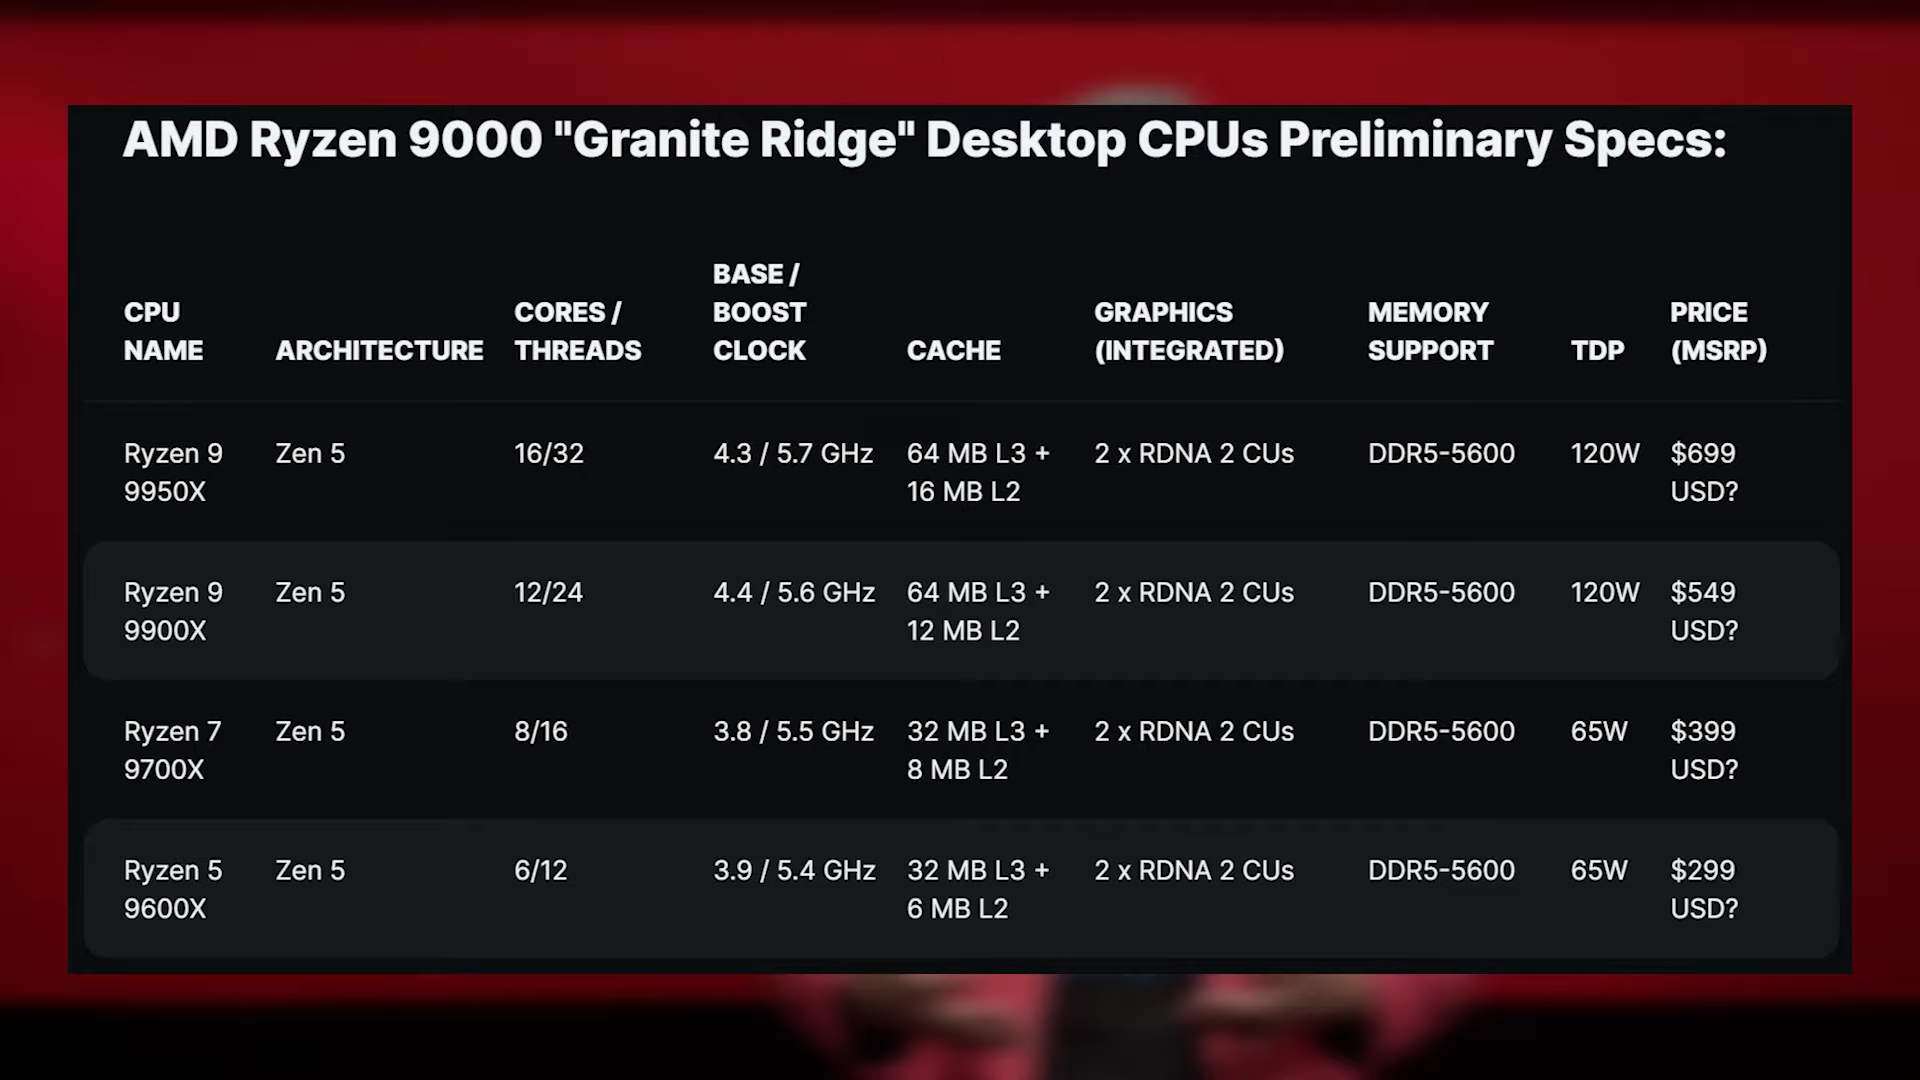 AMD Ryzen 9000 "Granite Ridge" Desktop CPUs Preliminary Specs:
CPU NAME ARCHITECTURE CORES / THREADS BASE / BOOST CLOCK CACHE GRAPHICS (INTEGRATED) MEMORY SUPPORT TDP PRICE (MSRP)
Ryzen 9 9950X Zen 5 16/32 4.3 / 5.7 GHz 64 MB L3 + 16 MB L2 2 x RDNA 2 CUs DDR5-5600 120W $699 USD?
Ryzen 9 9900X Zen 5 12/24 4.4 / 5.6 GHz 64 MB L3 + 12 MB L2 2 x RDNA 2 CUs DDR5-5600 120W $549 USD?
Ryzen 7 9700X Zen 5 8/16 3.8 / 5.5 GHz 32 MB L3 + 8 MB L2 2 x RDNA 2 CUs DDR5-5600 65W $399 USD?
Ryzen 5 9600X Zen 5 6/12 3.9 / 5.4 GHz 32 MB L3 + 6 MB L2 2 x RDNA 2 CUs DDR5-5600 65W $299 USD?